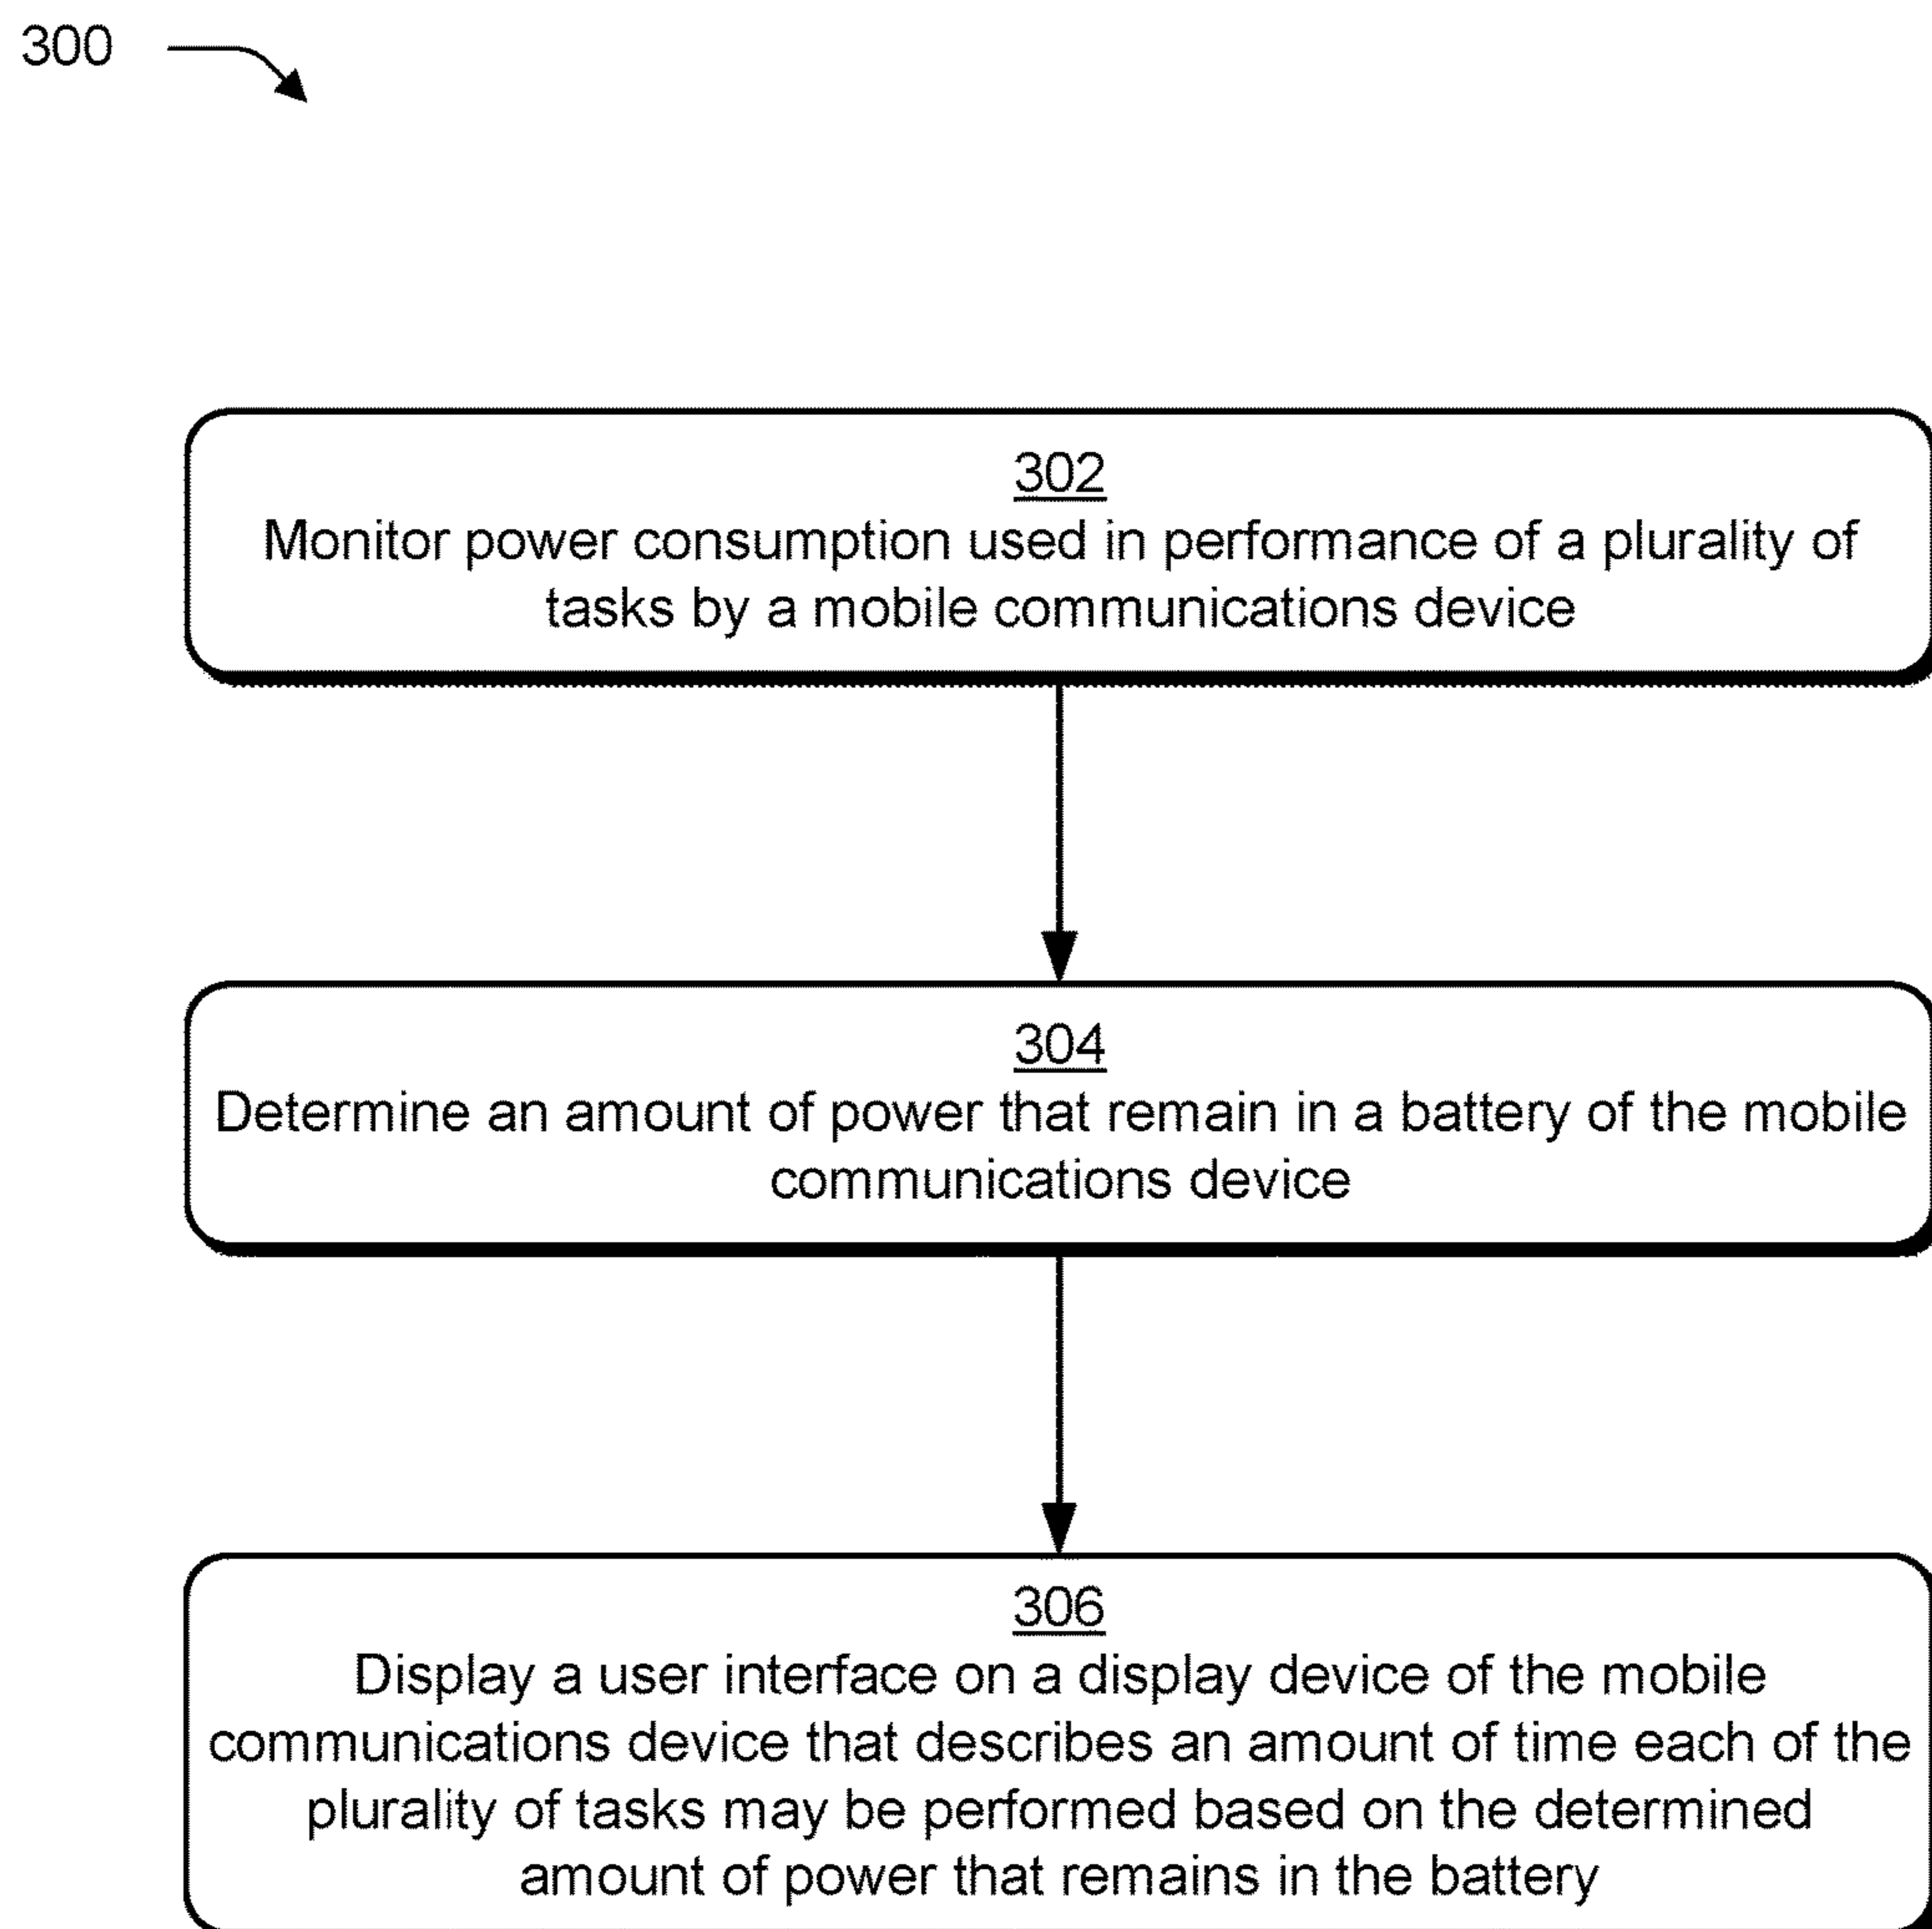 300
302
Monitor power consumption used in performance of a plurality of
tasks by a mobile communications device
304
Determine an amount of power that remain in a battery of the mobile
communications device
306
Display a user interface on a display device of the mobile
communications device that describes an amount of time each of the
plurality of tasks may be performed based on the determined
amount of power that remains in the battery